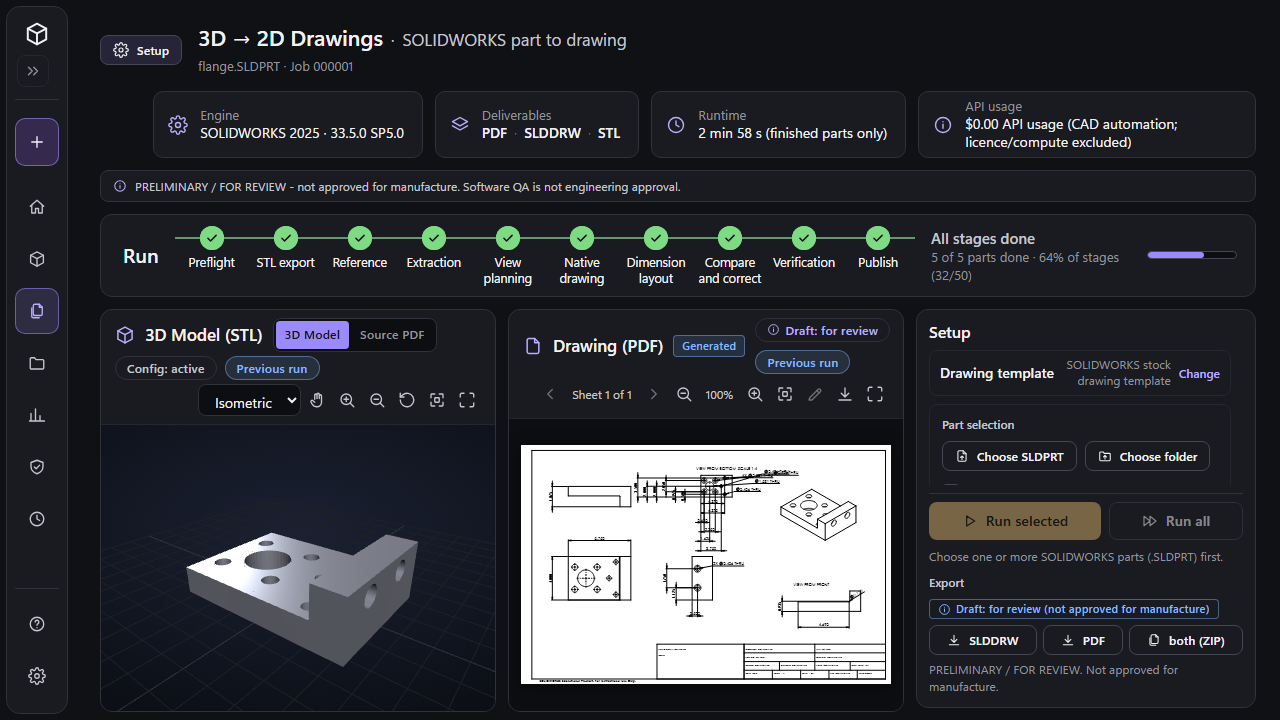 Setup
3D → 2D Drawings · SOLIDWORKS part to drawing
flange.SLDPRT · Job 000001
Engine
SOLIDWORKS 2025 · 33.5.0 SP5.0
Deliverables
PDF · SLDDRW · STL
Runtime
2 min 58 s (finished parts only)
API usage
$0.00 API usage (CAD automation;
licence/compute excluded)
PRELIMINARY / FOR REVIEW - not approved for manufacture. Software QA is not engineering approval.
Run
Preflight
STL export
Reference
Extraction
View
planning
Native
drawing
Dimension
layout
Compare
and correct
Verification
Publish
All stages done
5 of 5 parts done · 64% of stages
(32/50)
3D Model (STL)
3D Model
Source PDF
Config: active
Previous run
Isometric
Drawing (PDF)
Generated
Draft: for review
Previous run
Sheet 1 of 1
100%
VIEW FROM FRONT
Setup
Drawing template
SOLIDWORKS stock
drawing template
Change
Part selection
Choose SLDPRT
Choose folder
Run selected
Run all
Choose one or more SOLIDWORKS parts (.SLDPRT) first.
Export
Draft: for review (not approved for manufacture)
SLDDRW
PDF
both (ZIP)
PRELIMINARY / FOR REVIEW. Not approved for
manufacture.